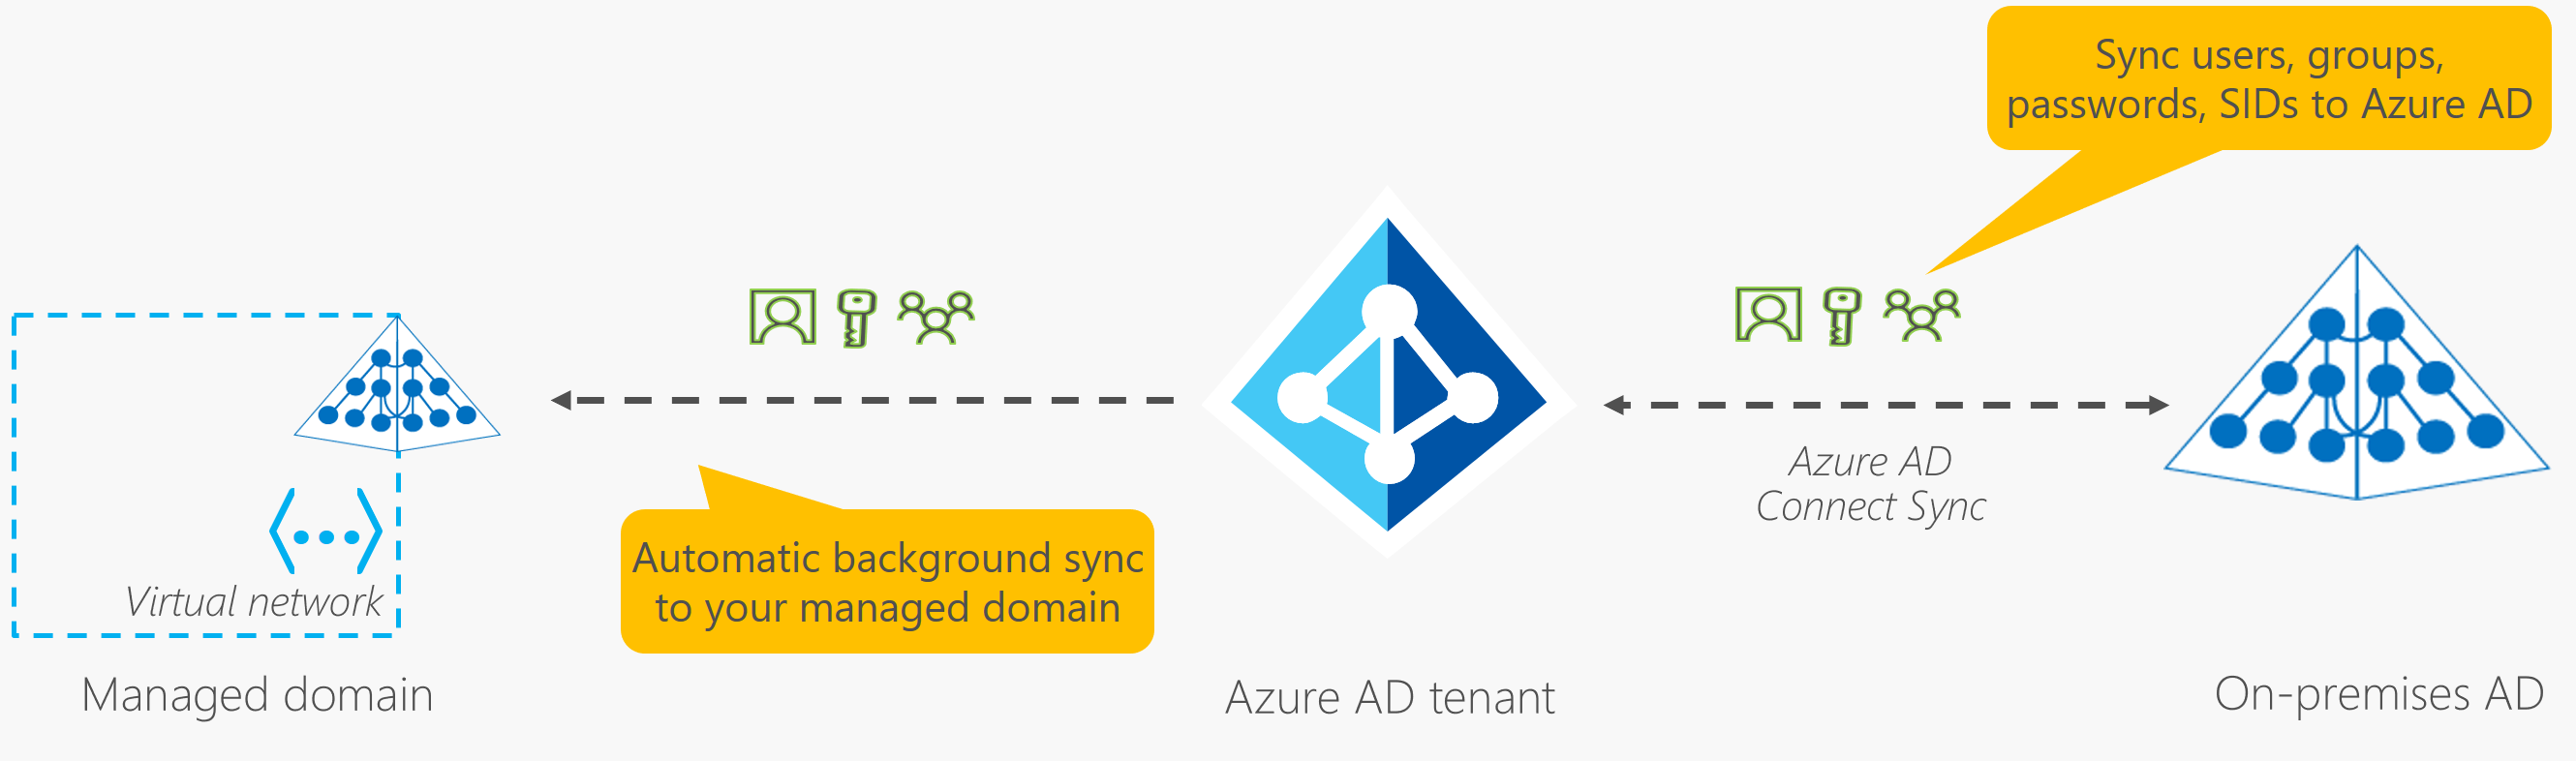 Sync users, groups,
passwords, SIDs to Azure AD
Azure AD
Connect Sync
Automatic background sync
to your managed domain
Virtual network
Managed domain
Azure AD tenant
On-premises AD